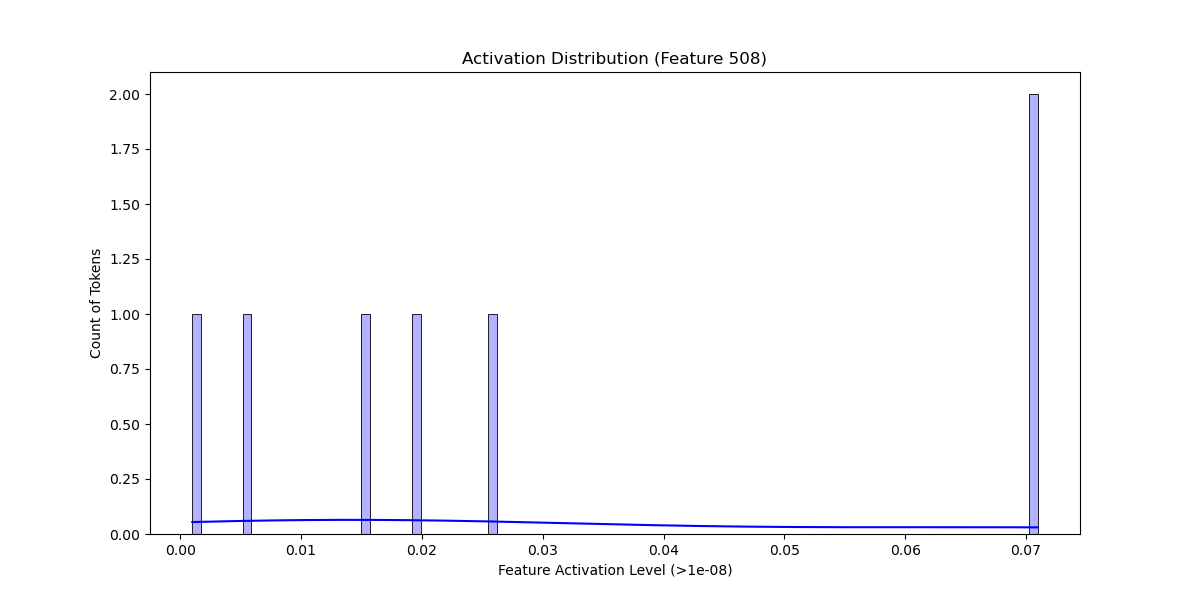 Activation Distribution (Feature 508)
2.00
1.75
1.50
1.25
1.00
0.75
0.50
0.25
0.00
Count of Tokens
0.00 0.01 0.02 0.03 0.04 0.05 0.06 0.07
Feature Activation Level (>1e-08)